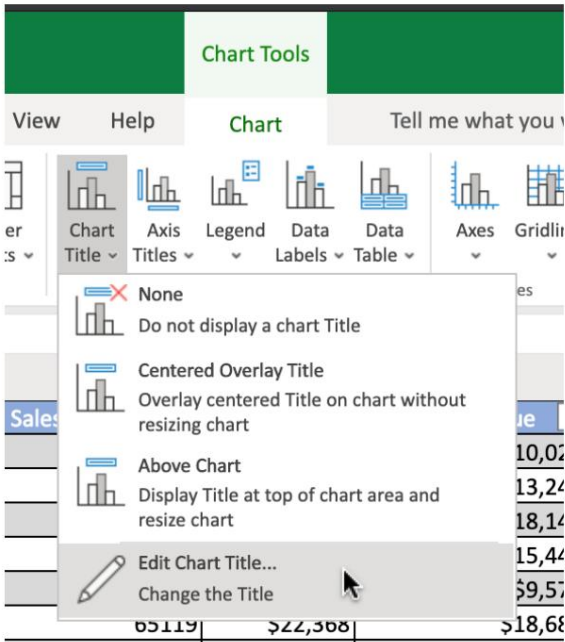 Chart Tools
View Help Chart Tell me what you
Chart Axis Legend Data Data Axes
Title Titles Labels Table
None
Do not display a chart Title
Centered Overlay Title
Overlay centered Title on chart without
resizing chart
Sales
Above Chart
Display Title at top of chart area and
resize chart
Edit Chart Title...
Change the Title
65119 $22,368